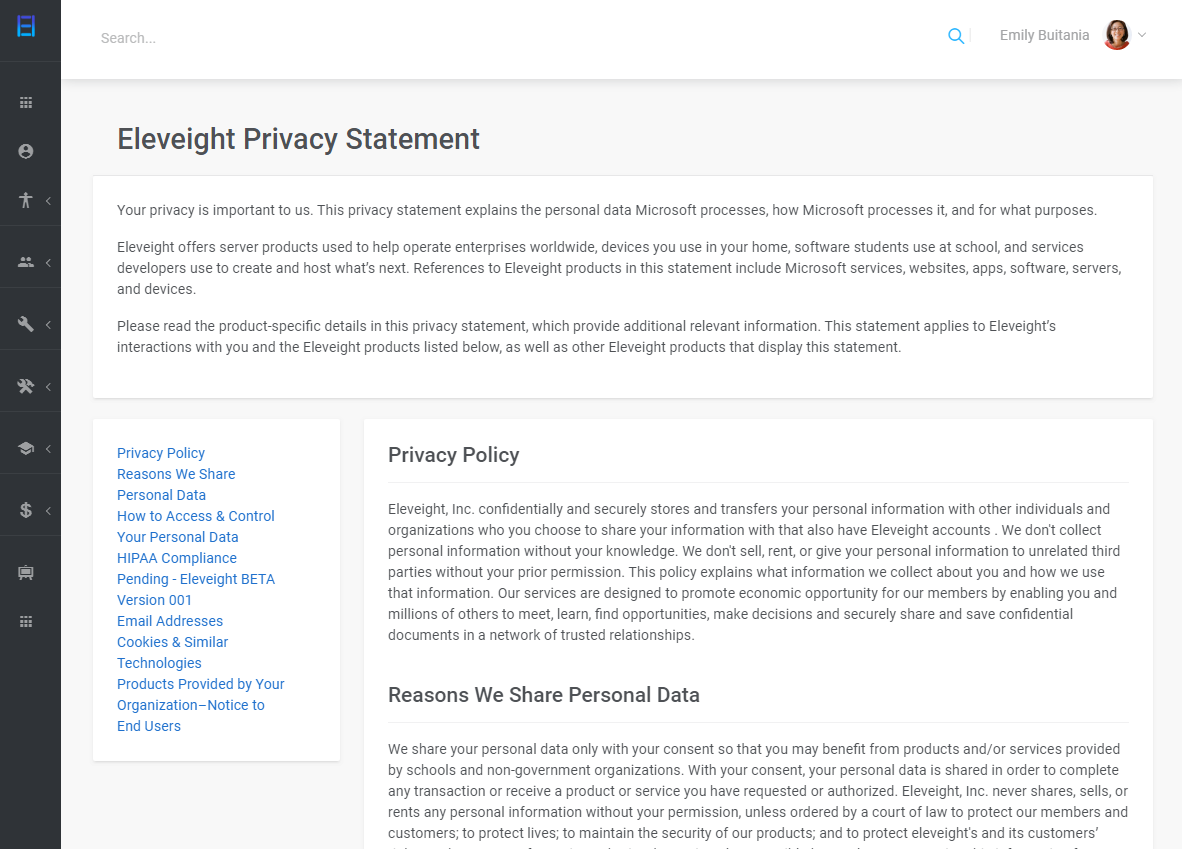 Search...
Emily Buitania
Eleveight Privacy Statement
Your privacy is important to us. This privacy statement explains the personal data Microsoft processes, how Microsoft processes it, and for what purposes.
Eleveight offers server products used to help operate enterprises worldwide, devices you use in your home, software students use at school, and services
developers use to create and host what’s next. References to Eleveight products in this statement include Microsoft services, websites, apps, software, servers,
and devices.
Please read the product-specific details in this privacy statement, which provide additional relevant information. This statement applies to Eleveight’s
interactions with you and the Eleveight products listed below, as well as other Eleveight products that display this statement.
Privacy Policy
Reasons We Share
Personal Data
How to Access & Control
Your Personal Data
HIPAA Compliance
Pending - Eleveight BETA
Version 001
Email Addresses
Cookies & Similar
Technologies
Products Provided by Your
Organization–Notice to
End Users
Privacy Policy
Eleveight, Inc. confidentially and securely stores and transfers your personal information with other individuals and
organizations who you choose to share your information with that also have Eleveight accounts . We don't collect
personal information without your knowledge. We don't sell, rent, or give your personal information to unrelated third
parties without your prior permission. This policy explains what information we collect about you and how we use
that information. Our services are designed to promote economic opportunity for our members by enabling you and
millions of others to meet, learn, find opportunities, make decisions and securely share and save confidential
documents in a network of trusted relationships.
Reasons We Share Personal Data
We share your personal data only with your consent so that you may benefit from products and/or services provided
by schools and non-government organizations. With your consent, your personal data is shared in order to complete
any transaction or receive a product or service you have requested or authorized. Eleveight, Inc. never shares, sells, or
rents any personal information without your permission, unless ordered by a court of law to protect our members and
customers; to protect lives; to maintain the security of our products; and to protect eleveight's and its customers’